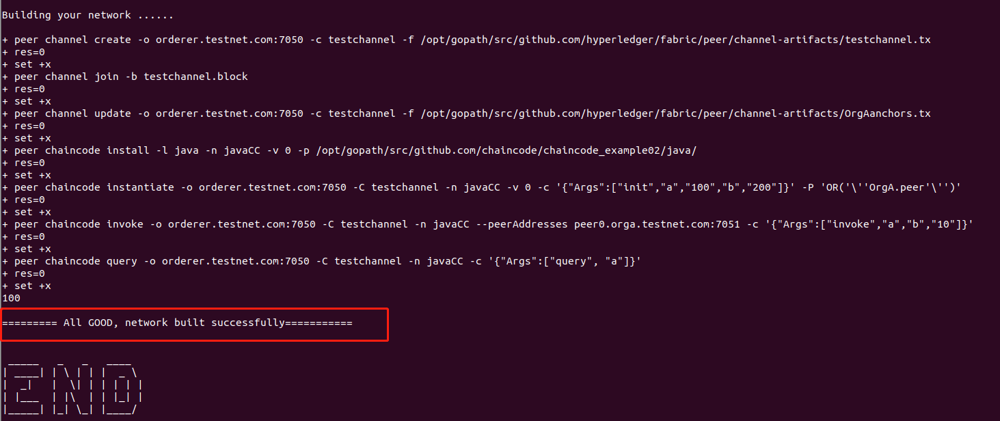 Building your network ......
+ peer channel create -o orderer.testnet.com:7050 -c testchannel -f /opt/gopath/src/github.com/hyperledger/fabric/peer/channel-artifacts/testchannel.tx
+ res=0
+ set +x
+ peer channel join -b testchannel.block
+ res=0
+ set +x
+ peer channel update -o orderer.testnet.com:7050 -c testchannel -f /opt/gopath/src/github.com/hyperledger/fabric/peer/channel-artifacts/OrgAanchors.tx
+ res=0
+ set +x
+ peer chaincode install -l java -n javaCC -v 0 -p /opt/gopath/src/github.com/chaincode/chaincode_example02/java/
+ res=0
+ set +x
+ peer chaincode instantiate -o orderer.testnet.com:7050 -C testchannel -n javaCC -v 0 -c '{"Args":["init","a","100","b","200"]}' -P 'OR('\''OrgA.peer'\'')'
+ res=0
+ set +x
+ peer chaincode invoke -o orderer.testnet.com:7050 -C testchannel -n javaCC --peerAddresses peer0.orga.testnet.com:7051 -c '{"Args":["invoke","a","b","10"]}'
+ res=0
+ set +x
+ peer chaincode query -o orderer.testnet.com:7050 -C testchannel -n javaCC -c '{"Args":["query", "a"]}'
+ res=0
+ set +x
100
========= All GOOD, network built successfully===========
END